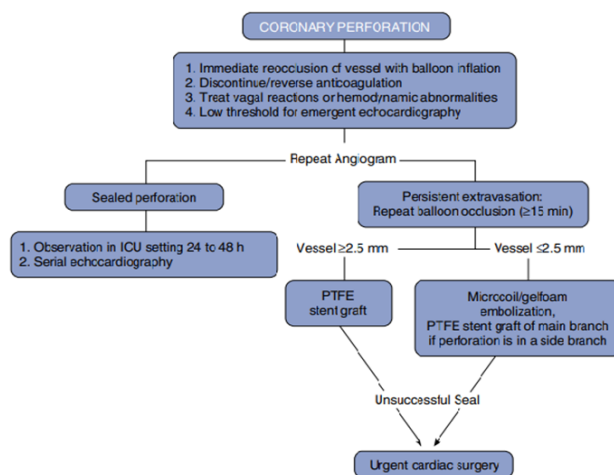 CORONARY PERFORATION
1. Immediate reocclusion of vessel with balloon inflation
2. Discontinue/reverse anticoagulation
3. Treat vagal reactions or hemodynamic abnormalities
4. Low threshold for emergent echocardiography
Repeat Angiogram
Sealed perforation
Persistent extravasation:
Repeat balloon occlusion (≥15 min)
1. Observation in ICU setting 24 to 48 h
2. Serial echocardiography
Vessel ≥2.5 mm
Vessel ≤2.5 mm
PTFE
stent graft
Microcoil/gelfoam
embolization,
PTFE stent graft of main branch
if perforation is in a side branch
Unsuccessful Seal
Urgent cardiac surgery